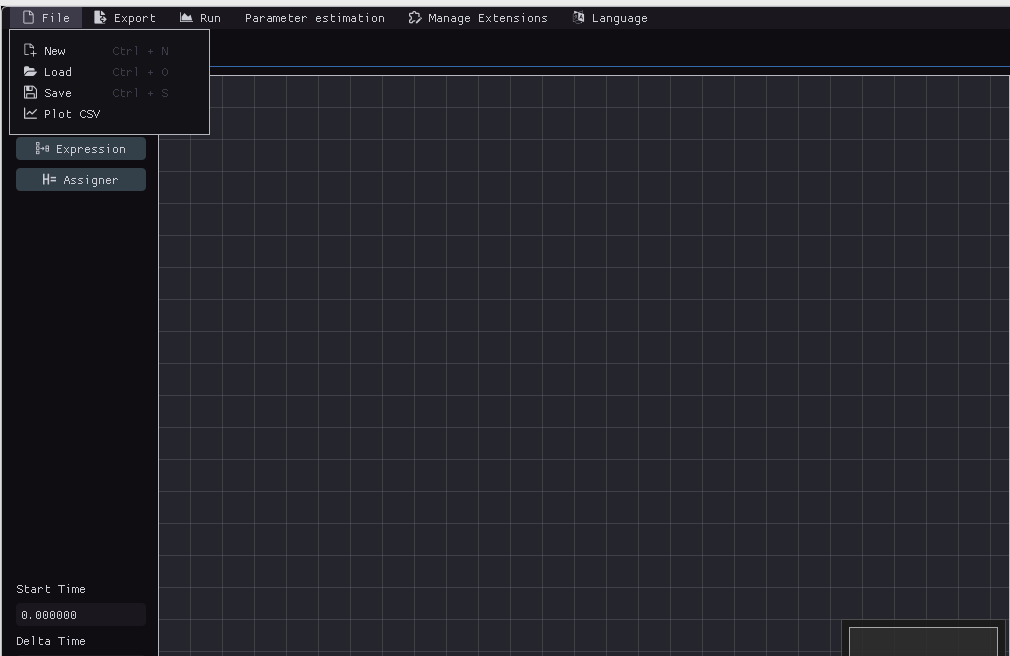 File Export Run Parameter estimation Manage Extensions Language
New Ctrl + N
Load Ctrl + O
Save Ctrl + S
Plot CSV
Expression
H= Assigner
Start Time
0.000000
Delta Time